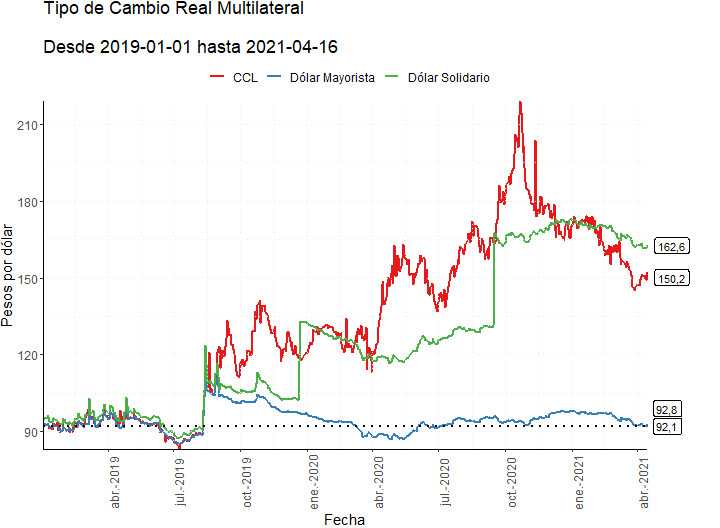 Tipo de Cambio Real Multilateral
Desde 2019-01-01 hasta 2021-04-16
CCL Dólar Mayorista Dólar Solidario
Pesos por dólar
210
180
150
120
90
162,6
150,2
92,8
92,1
abr.-2019 jul.-2019 oct.-2019 ene.-2020 abr.-2020 jul.-2020 oct.-2020 ene.-2021 abr.-2021
Fecha